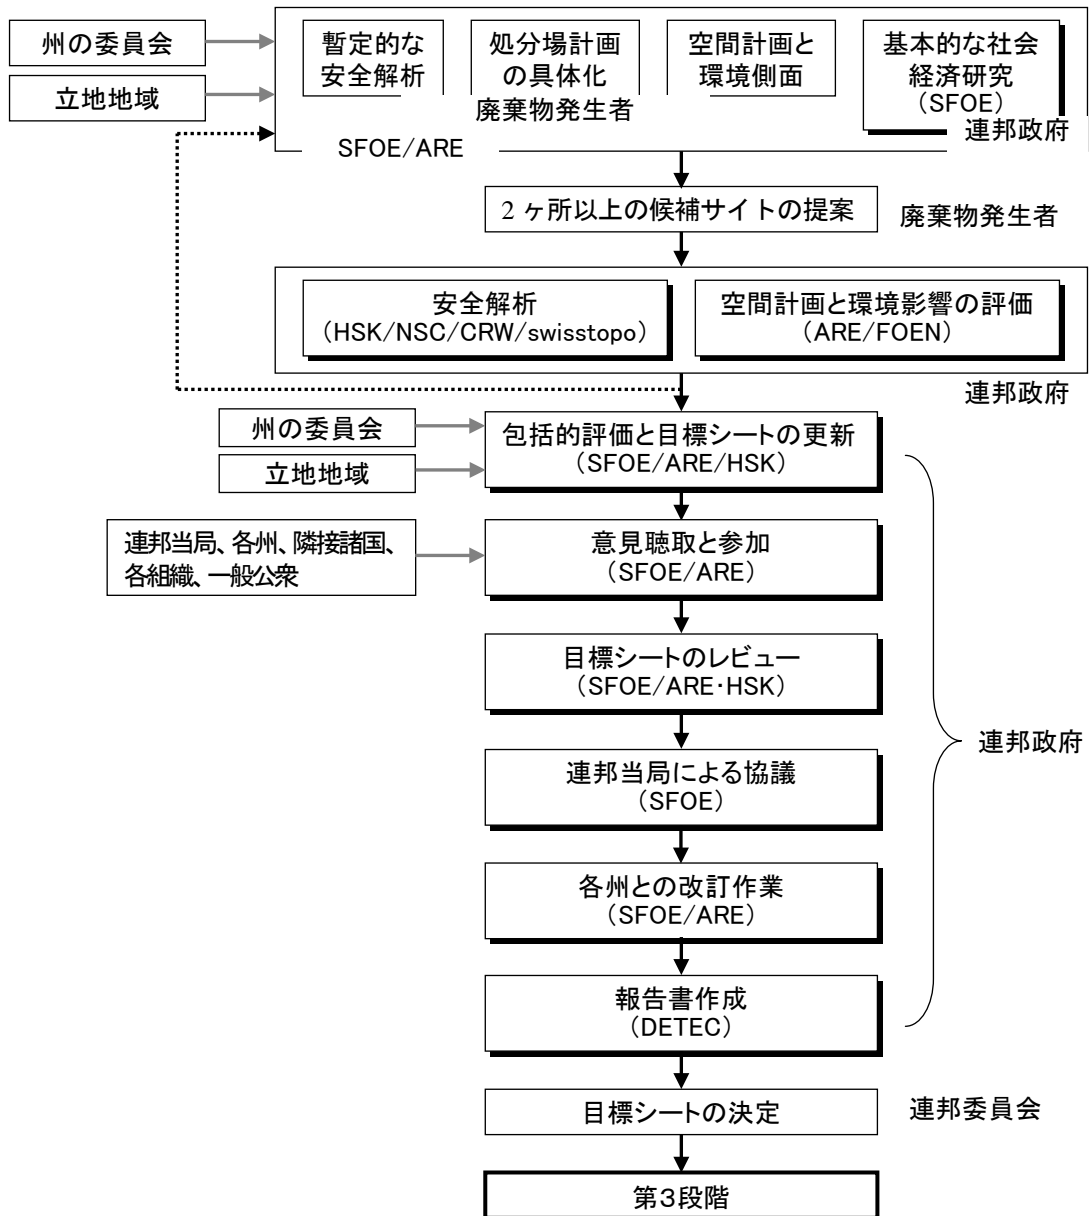 州の委員会
立地地域
暫定的な
安全解析
処分場計画
の具体化
廃棄物発生者
空間計画と
環境側面
基本的な社会
経済研究
(SFOE)
連邦政府
SFOE/ARE
2 ヶ所以上の候補サイトの提案
廃棄物発生者
安全解析
(HSK/NSC/CRW/swisstopo)
空間計画と環境影響の評価
(ARE/FOEN)
連邦政府
州の委員会
立地地域
包括的評価と目標シートの更新
(SFOE/ARE/HSK)
連邦当局、各州、隣接諸国、
各組織、一般公衆
意見聴取と参加
(SFOE/ARE)
目標シートのレビュー
(SFOE/ARE・HSK)
連邦当局による協議
(SFOE)
連邦政府
各州との改訂作業
(SFOE/ARE)
報告書作成
(DETEC)
目標シートの決定
連邦委員会
第3段階